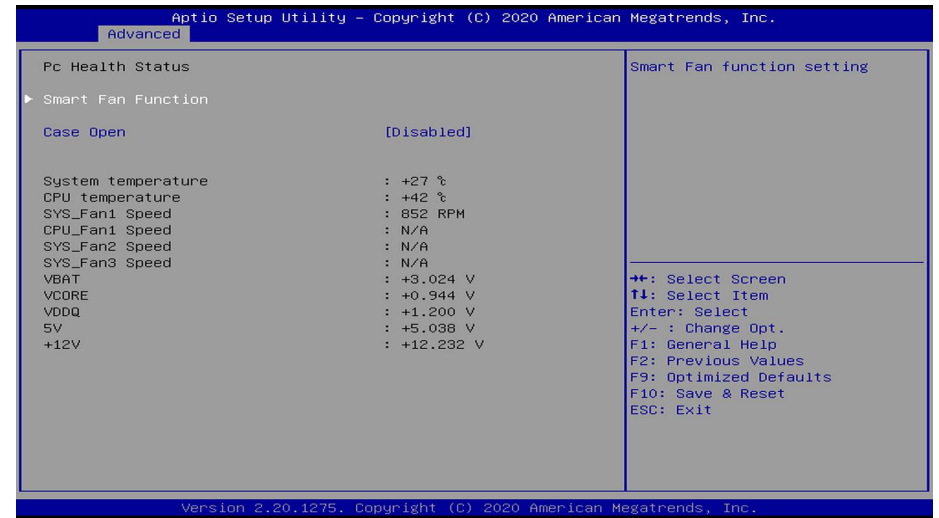 Aptio Setup Utility – Copyright (C) 2020 American Megatrends, Inc.
Advanced
Pc Health Status
▶ Smart Fan Function
Case Open [Disabled]
System temperature : +27 ℃
CPU temperature : +42 ℃
SYS_Fan1 Speed : 852 RPM
CPU_Fan1 Speed : N/A
SYS_Fan2 Speed : N/A
SYS_Fan3 Speed : N/A
VBAT : +3.024 V
VCORE : +0.944 V
VDDQ : +1.200 V
5V : +5.038 V
+12V : +12.232 V
Smart Fan function setting
→←: Select Screen
↑↓: Select Item
Enter: Select
+/- : Change Opt.
F1: General Help
F2: Previous Values
F9: Optimized Defaults
F10: Save & Reset
ESC: Exit
Version 2.20.1275. Copyright (C) 2020 American Megatrends, Inc.